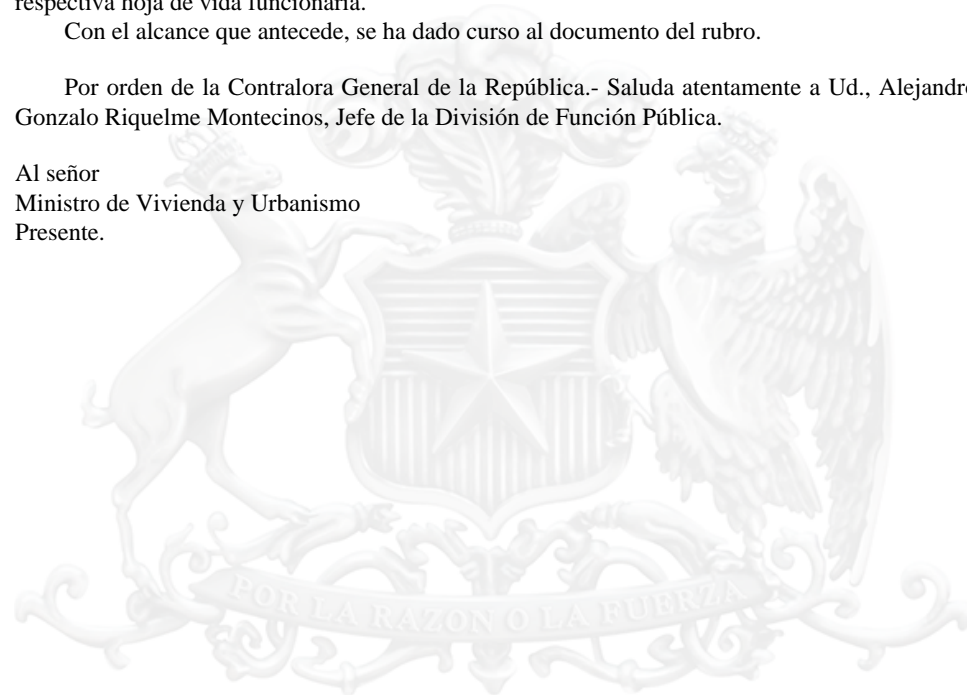 respectiva hoja de vida funcionaria.
Con el alcance que antecede, se ha dado curso al documento del rubro.
Por orden de la Contralora General de la República.- Saluda atentamente a Ud., Alejandro
Gonzalo Riquelme Montecinos, Jefe de la División de Función Pública.
Al señor
Ministro de Vivienda y Urbanismo
Presente.
POR LA RAZON O LA FUERZA